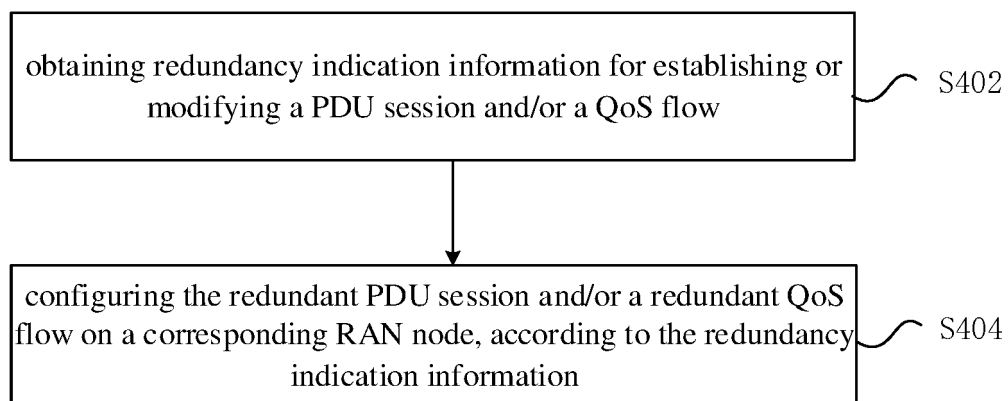 obtaining redundancy indication information for establishing or
modifying a PDU session and/or a QoS flow
S402
configuring the redundant PDU session and/or a redundant QoS
flow on a corresponding RAN node, according to the redundancy
indication information
S404